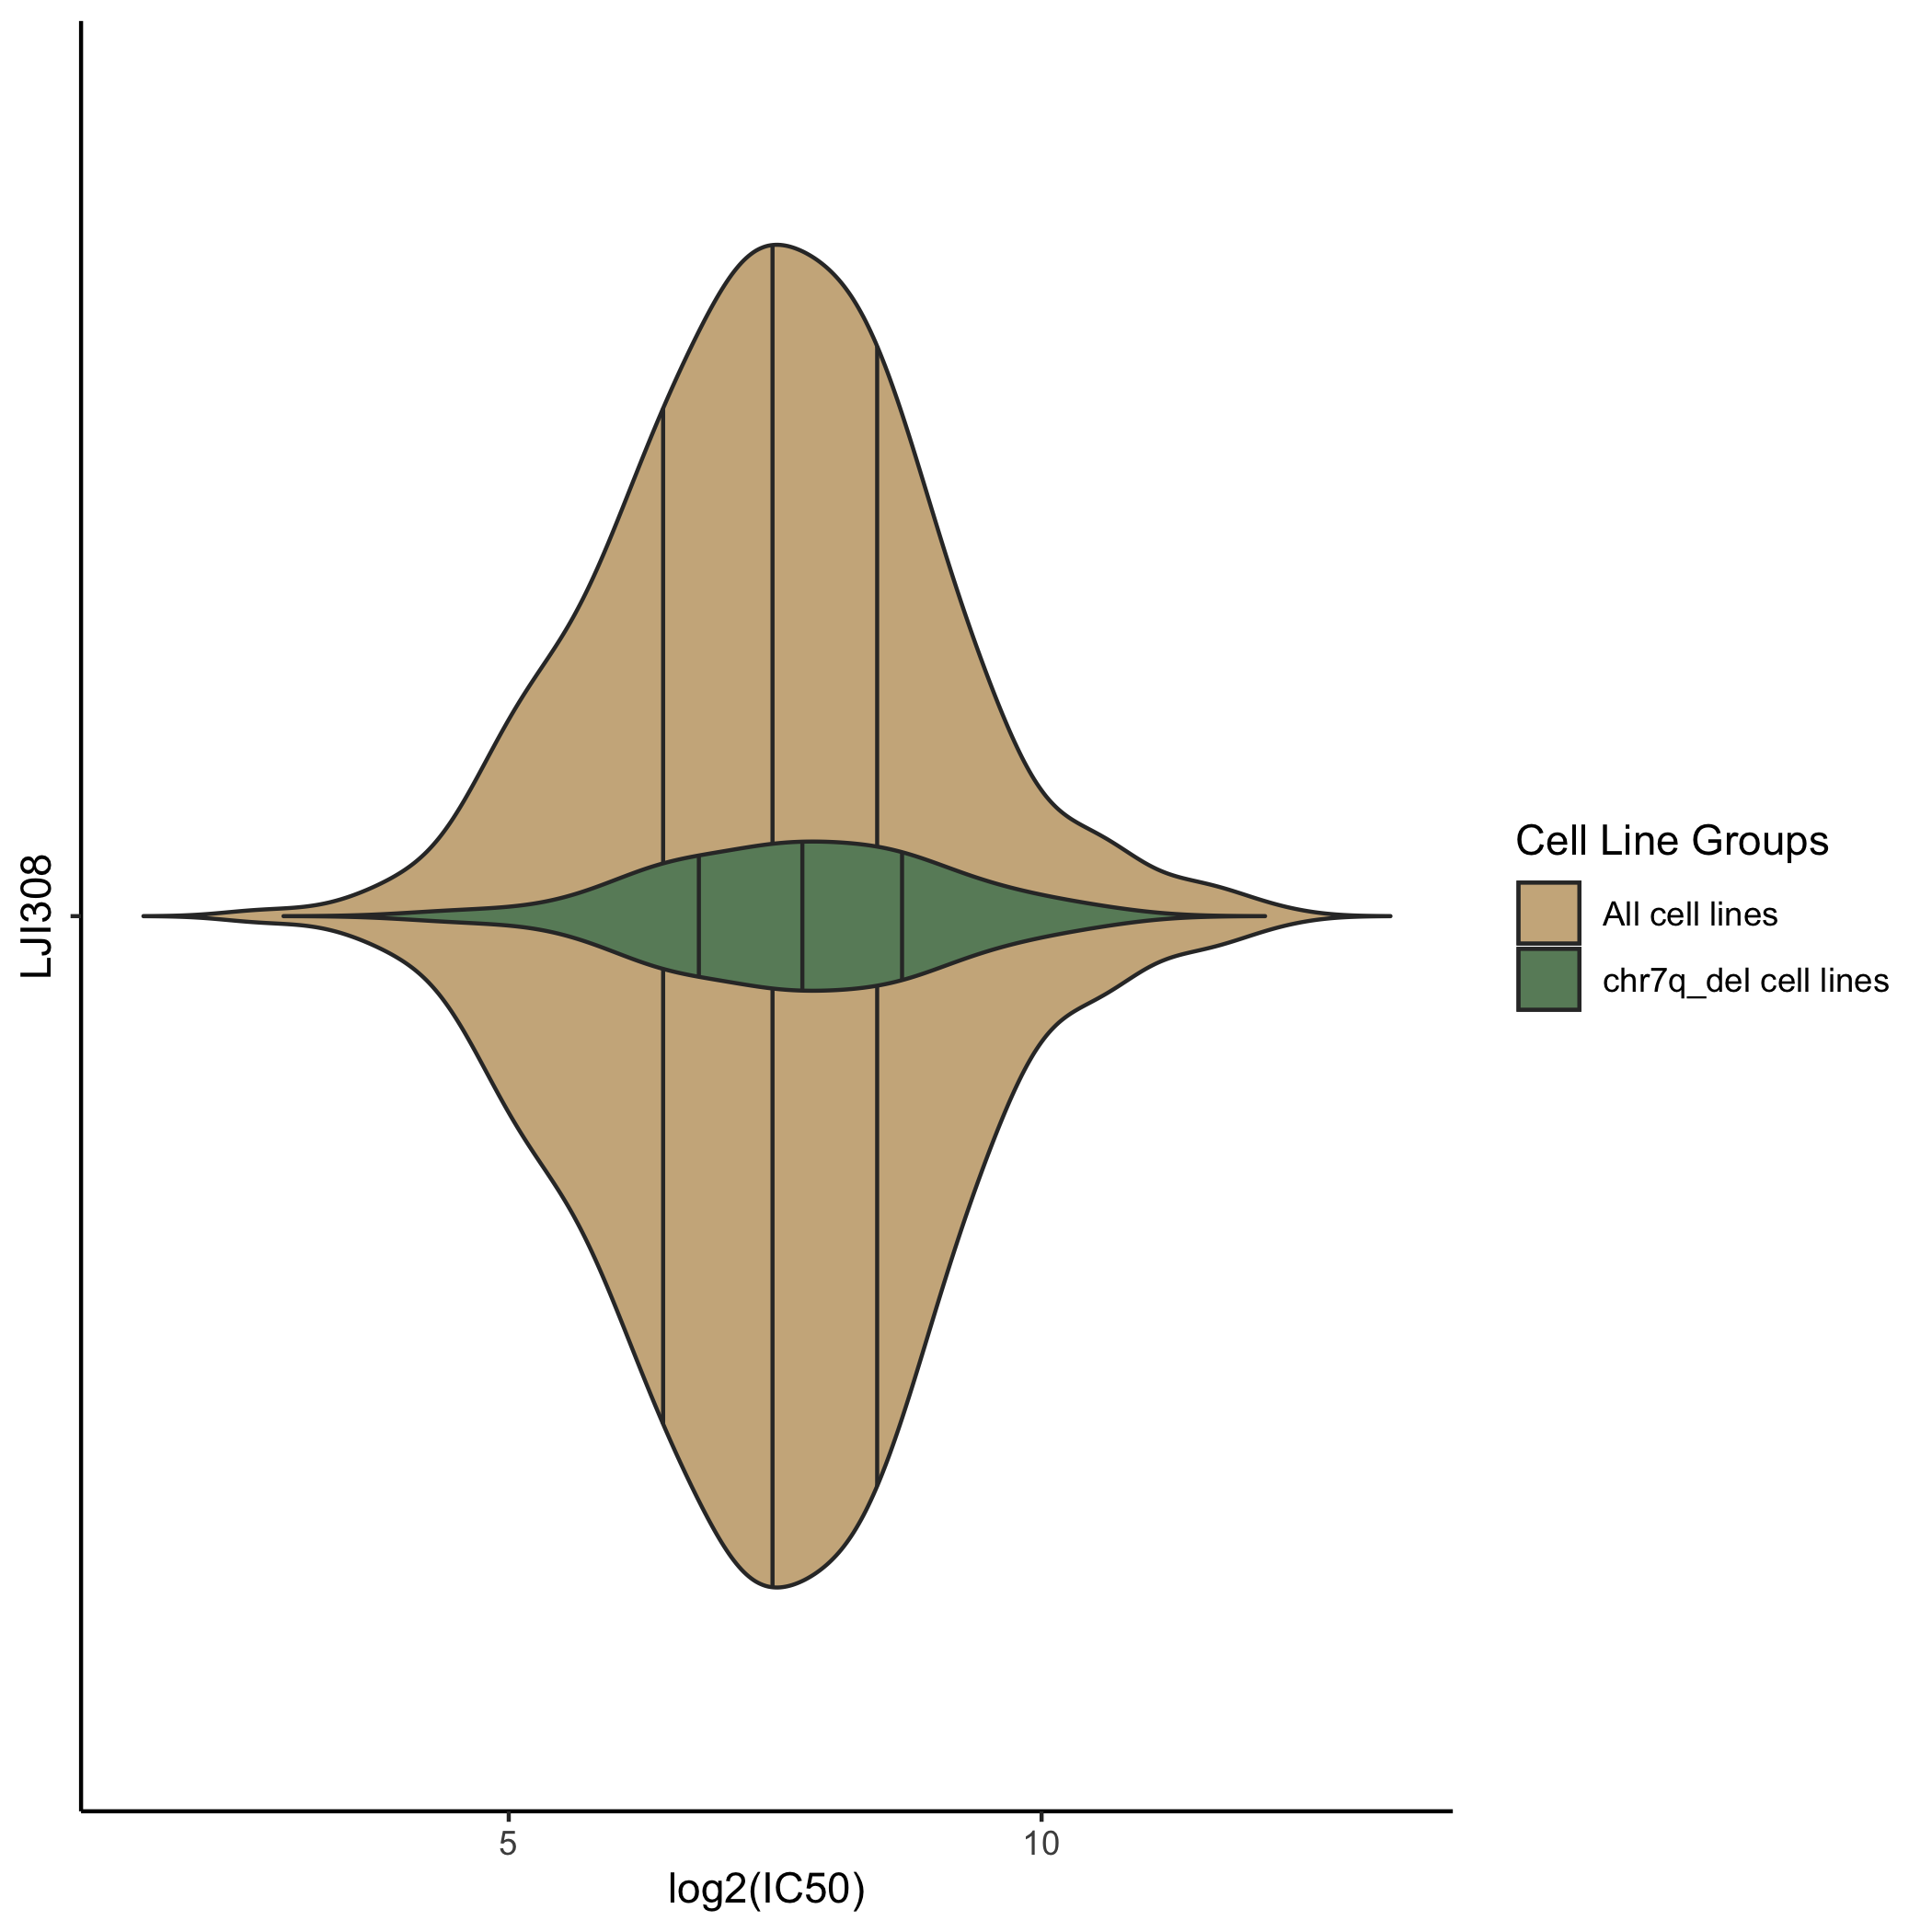 LJI308
5
10
log2(IC50)
Cell Line Groups
All cell lines
chr7q_del cell lines